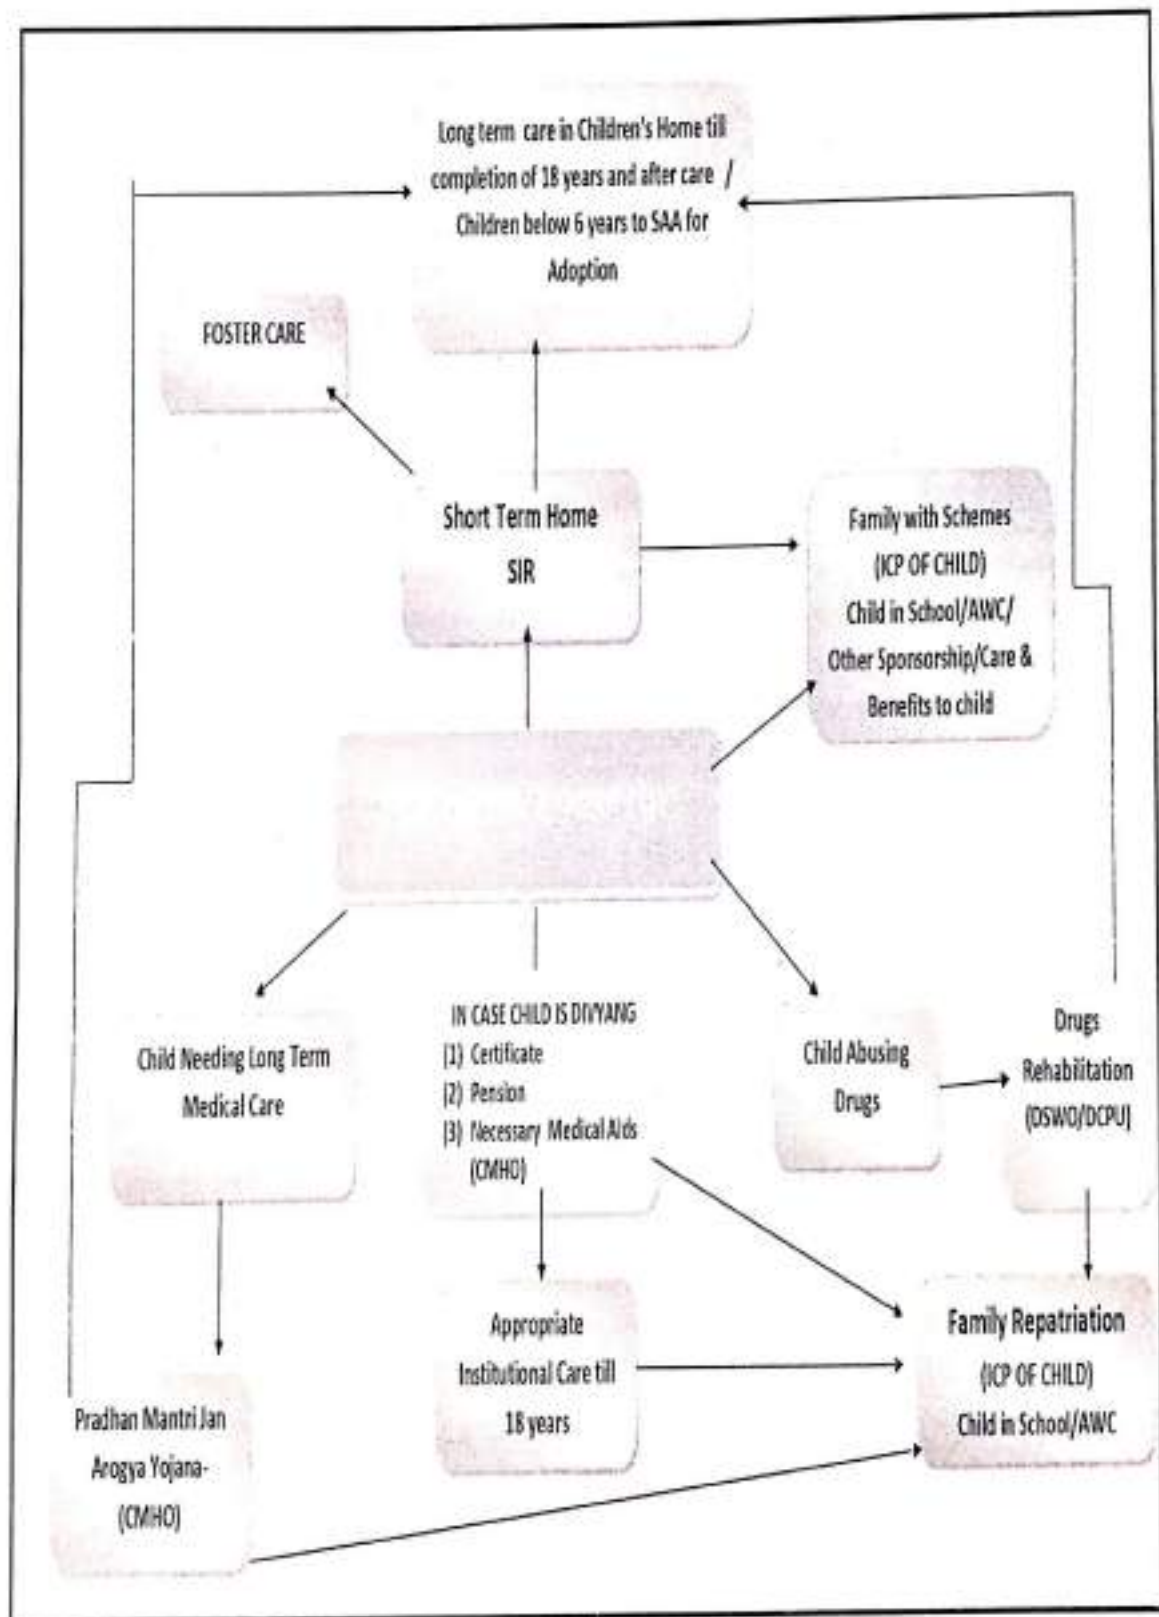 Long term care in Children's Home till
completion of 18 years and after care /
Children below 6 years to SAA for
Adoption
FOSTER CARE
Short Term Home
SIR
Family with Schemes
(ICP OF CHILD)
Child in School/AWC/
Other Sponsorship/Care &
Benefits to child
Child Needing Long Term
Medical Care
IN CASE CHILD IS DIVYANG
(1) Certificate
(2) Pension
(3) Necessary Medical Aids
(CMHO)
Child Abusing
Drugs
Drugs
Rehabilitation
(DSWO/DCPU)
Appropriate
Institutional Care till
18 years
Family Repatriation
(ICP OF CHILD)
Child in School/AWC
Pradhan Mantri Jan
Arogya Yojana-
(CMHO)